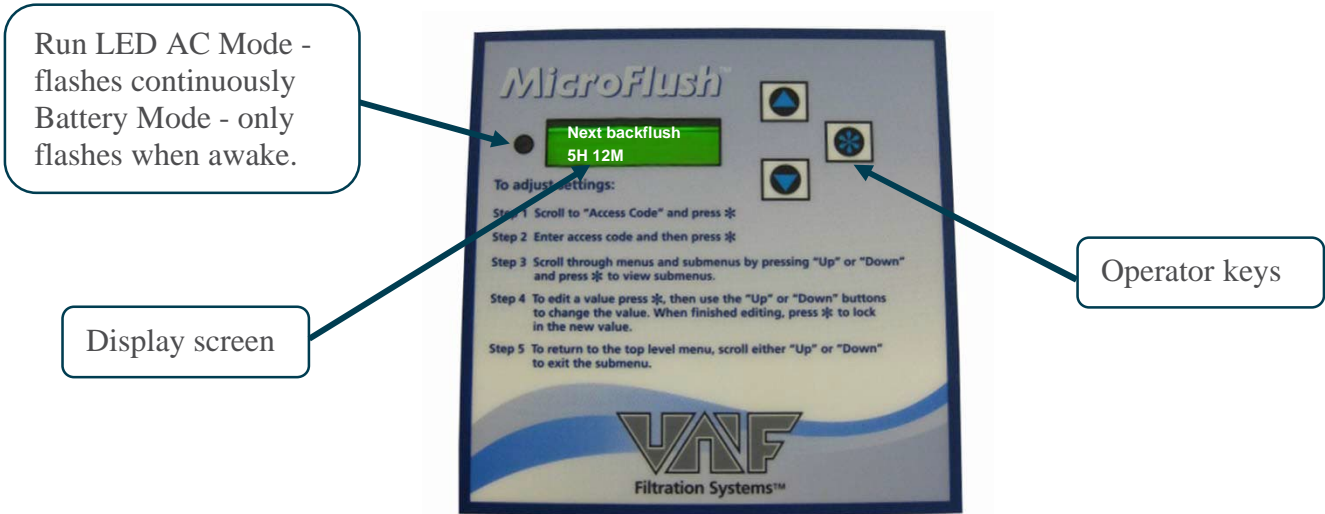 Run LED AC Mode -
flashes continuously
Battery Mode - only
flashes when awake.
MicroFlush™
Next backflush
5H 12M
To adjust settings:
Step 1 Scroll to "Access Code" and press ✻
Step 2 Enter access code and then press ✻
Step 3 Scroll through menus and submenus by pressing "Up" or "Down"
and press ✻ to view submenus.
Step 4 To edit a value press ✻, then use the "Up" or "Down" buttons
to change the value. When finished editing, press ✻ to lock
in the new value.
Step 5 To return to the top level menu, scroll either "Up" or "Down"
to exit the submenu.
Operator keys
Display screen
VAF
Filtration Systems™